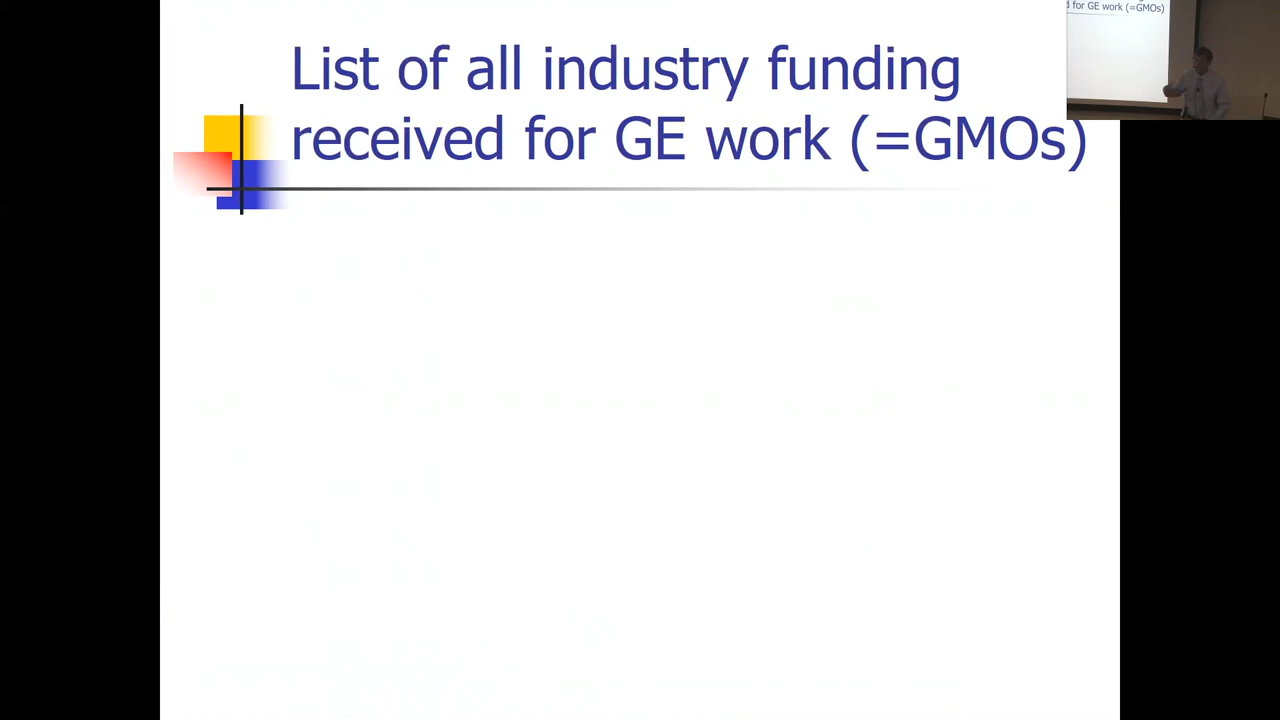 List of all industry funding
received for GE work (=GMOs)
d for GE work (=GMOs)